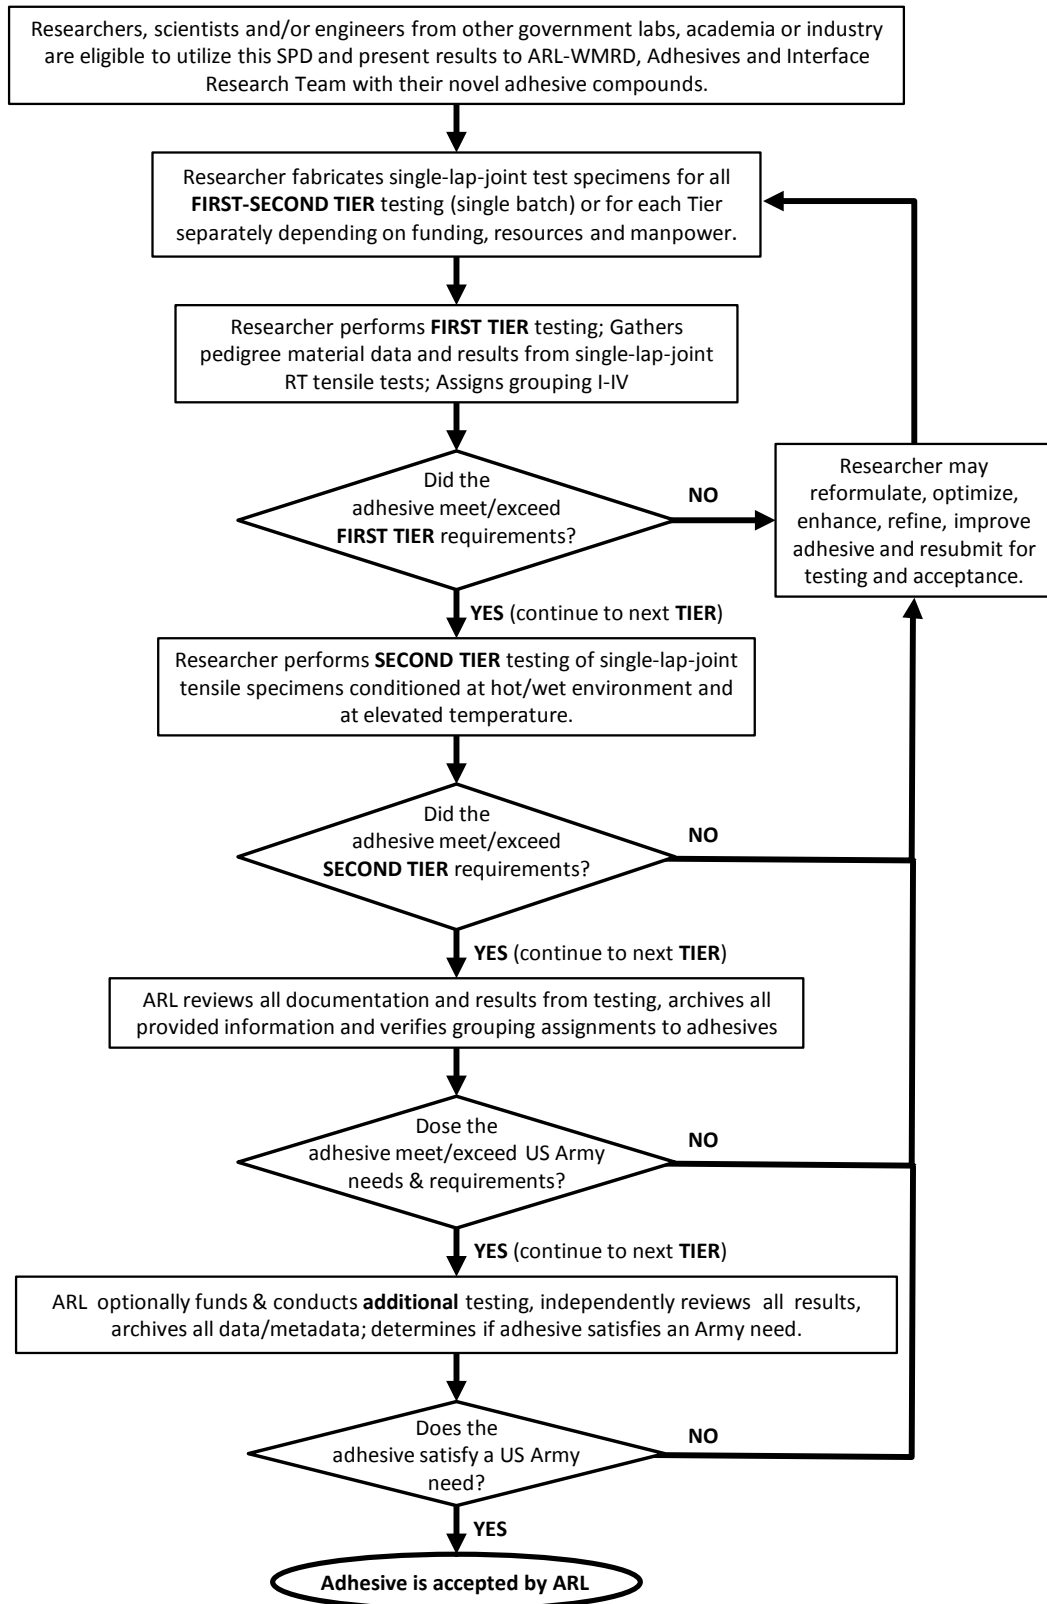 Researchers, scientists and/or engineers from other government labs, academia or industry
are eligible to utilize this SPD and present results to ARL-WMRD, Adhesives and Interface
Research Team with their novel adhesive compounds.
Researcher fabricates single-lap-joint test specimens for all
FIRST-SECOND TIER testing (single batch) or for each Tier
separately depending on funding, resources and manpower.
Researcher performs FIRST TIER testing; Gathers
pedigree material data and results from single-lap-joint
RT tensile tests; Assigns grouping I-IV
Did the
adhesive meet/exceed
FIRST TIER requirements?
NO
Researcher may
reformulate, optimize,
enhance, refine, improve
adhesive and resubmit for
testing and acceptance.
YES (continue to next TIER)
Researcher performs SECOND TIER testing of single-lap-joint
tensile specimens conditioned at hot/wet environment and
at elevated temperature.
Did the
adhesive meet/exceed
SECOND TIER requirements?
NO
YES (continue to next TIER)
ARL reviews all documentation and results from testing, archives all
provided information and verifies grouping assignments to adhesives
Dose the
adhesive meet/exceed US Army
needs & requirements?
NO
YES (continue to next TIER)
ARL optionally funds & conducts additional testing, independently reviews all results,
archives all data/metadata; determines if adhesive satisfies an Army need.
Does the
adhesive satisfy a US Army
need?
NO
YES
Adhesive is accepted by ARL